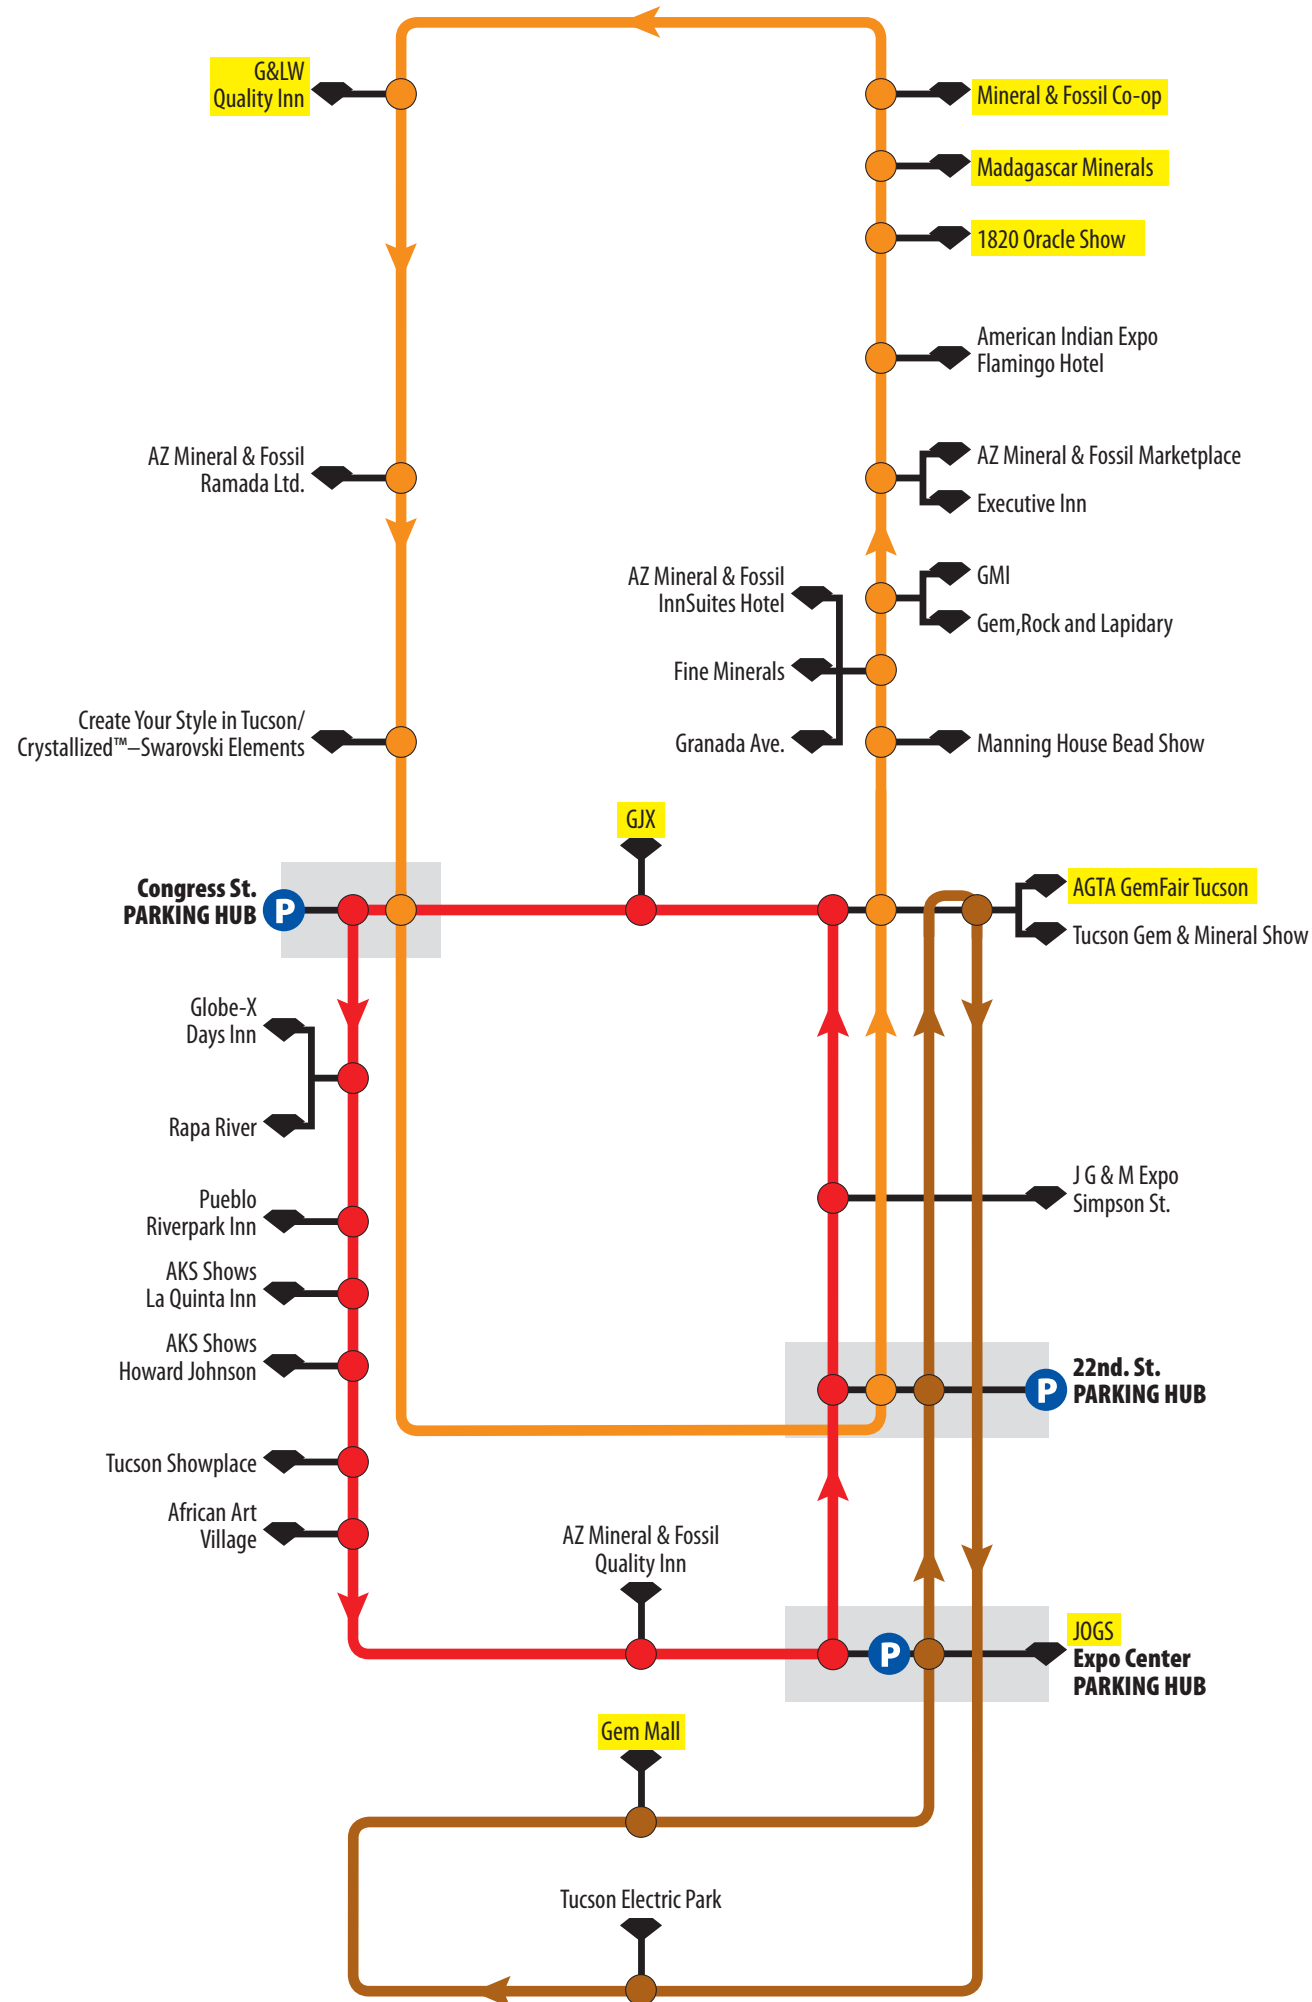 G&LW
Quality Inn
Mineral & Fossil Co-op
Madagascar Minerals
1820 Oracle Show
American Indian Expo
Flamingo Hotel
AZ Mineral & Fossil
Ramada Ltd.
AZ Mineral & Fossil Marketplace
Executive Inn
AZ Mineral & Fossil
InnSuites Hotel
GMI
Gem,Rock and Lapidary
Fine Minerals
Create Your Style in Tucson/
Crystallized™–Swarovski Elements
Granada Ave.
Manning House Bead Show
GJX
Congress St.
PARKING HUB
P
AGTA GemFair Tucson
Tucson Gem & Mineral Show
Globe-X
Days Inn
Rapa River
Pueblo
Riverpark Inn
J G & M Expo
Simpson St.
AKS Shows
La Quinta Inn
AKS Shows
Howard Johnson
P
22nd. St.
PARKING HUB
Tucson Showplace
African Art
Village
AZ Mineral & Fossil
Quality Inn
P
JOGS
Expo Center
PARKING HUB
Gem Mall
Tucson Electric Park